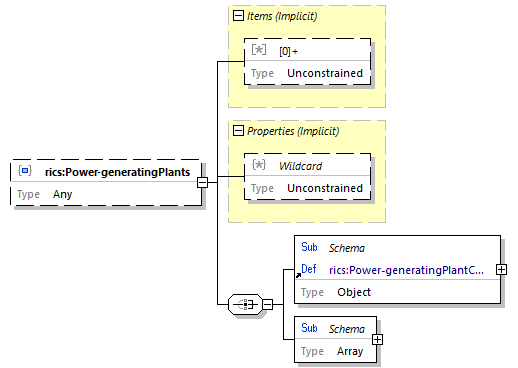 Items (Implicit)
[0]+
Type Unconstrained
Properties (Implicit)
Wildcard
Type Unconstrained
rics:Power-generatingPlants
Type Any
Sub Schema
Def rics:Power-generatingPlantC...
Type Object
Sub Schema
Type Array